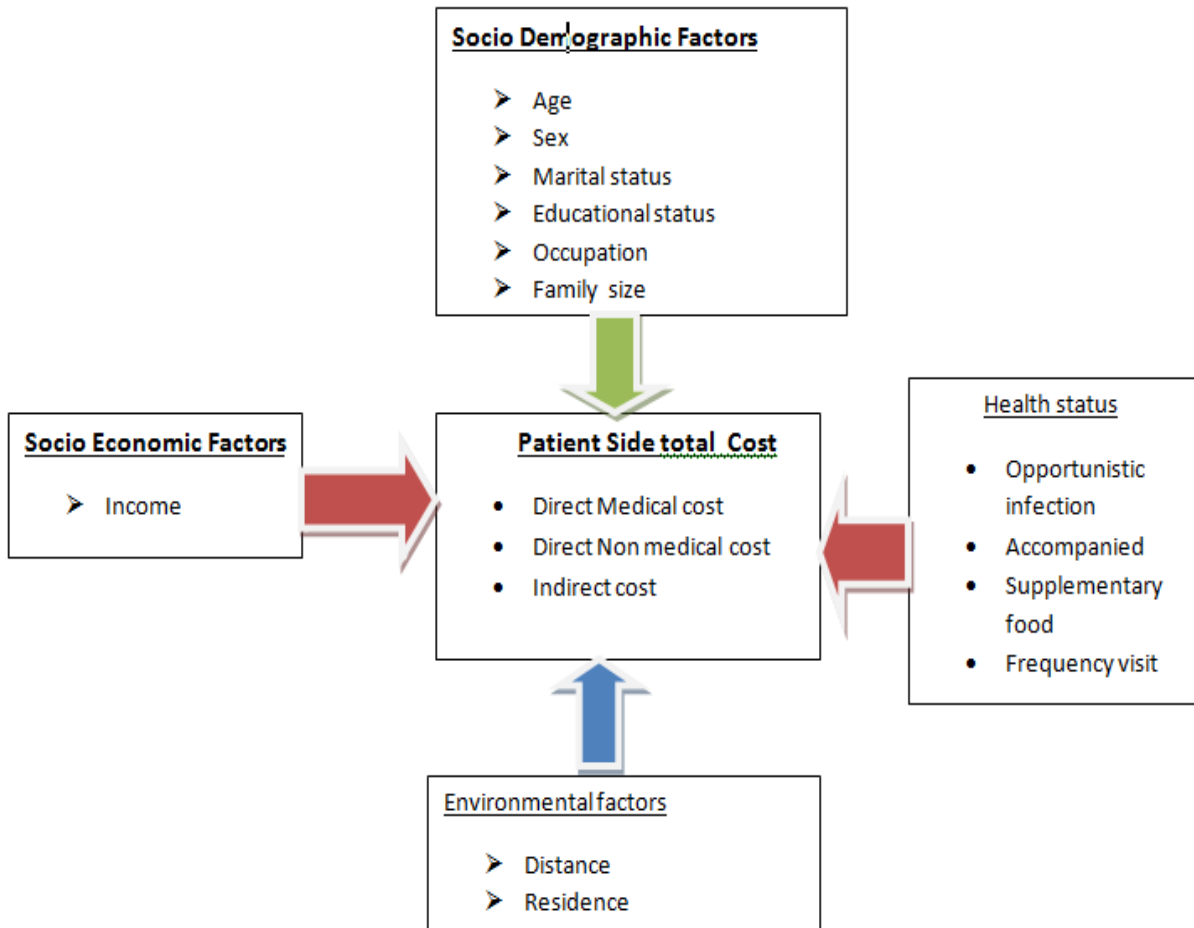 Socio Demographic Factors
Age
Sex
Marital status
Educational status
Occupation
Family size
Socio Economic Factors
Income
Patient Side total Cost
Direct Medical cost
Direct Non medical cost
Indirect cost
Health status
Opportunistic
infection
Accompanied
Supplementary
food
Frequency visit
Environmental factors
Distance
Residence